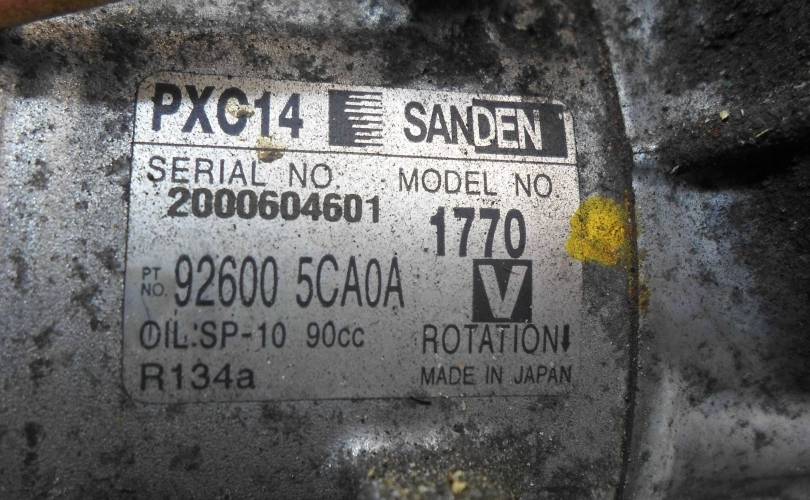 PXC14 SANDEN
SERIAL NO. MODEL NO.
2000604601 1770
PT NO. 92600 5CA0A V
OIL:SP-10 90cc ROTATION↓
R134a MADE IN JAPAN